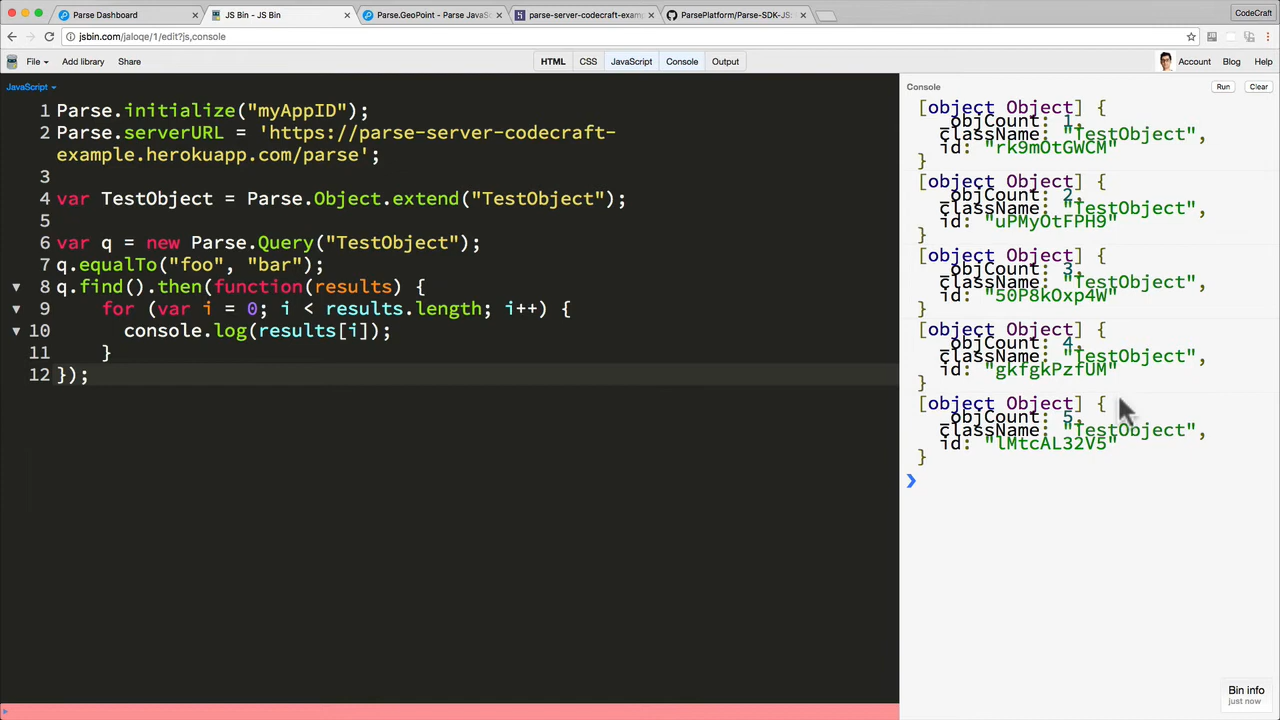 Parse Dashboard
JS Bin - JS Bin
Parse.GeoPoint - Parse JavaS
parse-server-codecraft-exam
ParsePlatform/Parse-SDK-JS:
CodeCraft
jsbin.com/jaloqe/1/edit?js,console
File
Add library
Share
HTML
CSS
JavaScript
Console
Output
Account
Blog
Help
JavaScript
1 Parse.initialize("myAppID");
2 Parse.serverURL = 'https://parse-server-codecraft-
example.herokuapp.com/parse';
3
4 var TestObject = Parse.Object.extend("TestObject");
5
6 var q = new Parse.Query("TestObject");
7 q.equalTo("foo", "bar");
8 q.find().then(function(results) {
9 for (var i = 0; i < results.length; i++) {
10 console.log(results[i]);
11 }
12 });
Console
Run
Clear
[object Object] {
_objCount: 1,
className: "TestObject",
id: "rk9mOtGWCM"
}
[object Object] {
_objCount: 2,
className: "TestObject",
id: "uPMyOtFPH9"
}
[object Object] {
_objCount: 3,
className: "TestObject",
id: "50P8kOxp4W"
}
[object Object] {
_objCount: 4,
className: "TestObject",
id: "gkfgkPzfUM"
}
[object Object] {
_objCount: 5,
className: "TestObject",
id: "lMtcAL32V5"
}
Bin info
just now